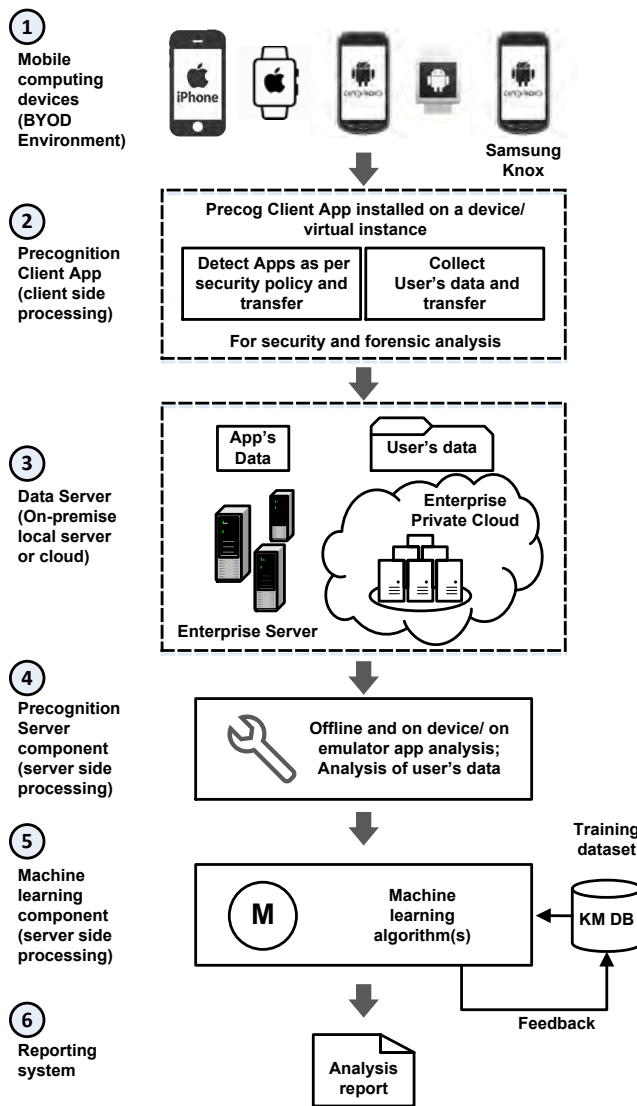 1
Mobile
computing
devices
(BYOD
Environment)
iPhone
ANDROID
ANDROID
Samsung
Knox
2
Precognition
Client App
(client side
processing)
Precog Client App installed on a device/
virtual instance
Detect Apps as per
security policy and
transfer
Collect
User's data and
transfer
For security and forensic analysis
3
Data Server
(On-premise
local server
or cloud)
App's
Data
User's data
Enterprise
Private Cloud
Enterprise Server
4
Precognition
Server
component
(server side
processing)
Offline and on device/ on
emulator app analysis;
Analysis of user's data
5
Machine
learning
component
(server side
processing)
M
Machine
learning
algorithm(s)
Training
dataset
KM DB
Feedback
6
Reporting
system
Analysis
report